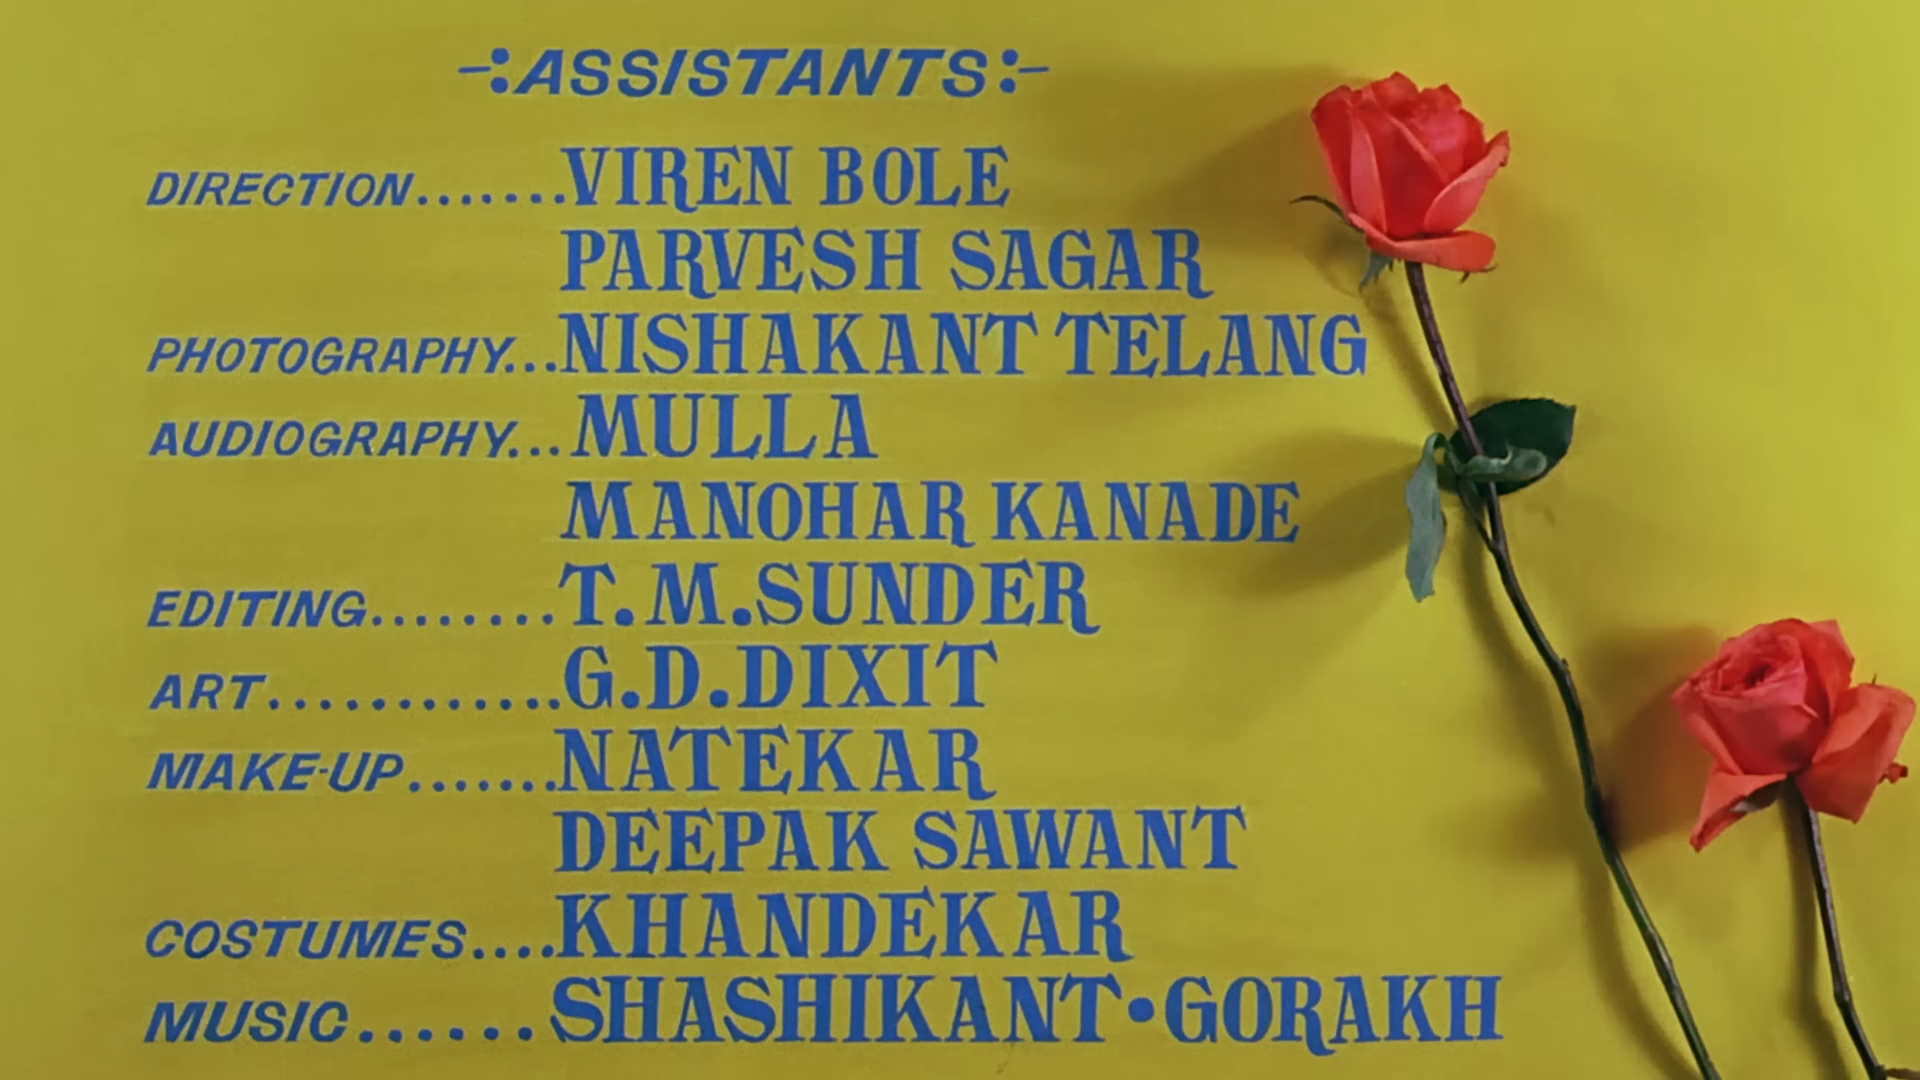 -:ASSISTANTS:-
DIRECTION.......VIREN BOLE
PARVESH SAGAR
PHOTOGRAPHY...NISHAKANT TELANG
AUDIOGRAPHY...MULLA
MANOHAR KANADE
EDITING........T.M.SUNDER
ART............G.D.DIXIT
MAKE-UP.......NATEKAR
DEEPAK SAWANT
COSTUMES....KHANDEKAR
MUSIC......SHASHIKANT•GORAKH